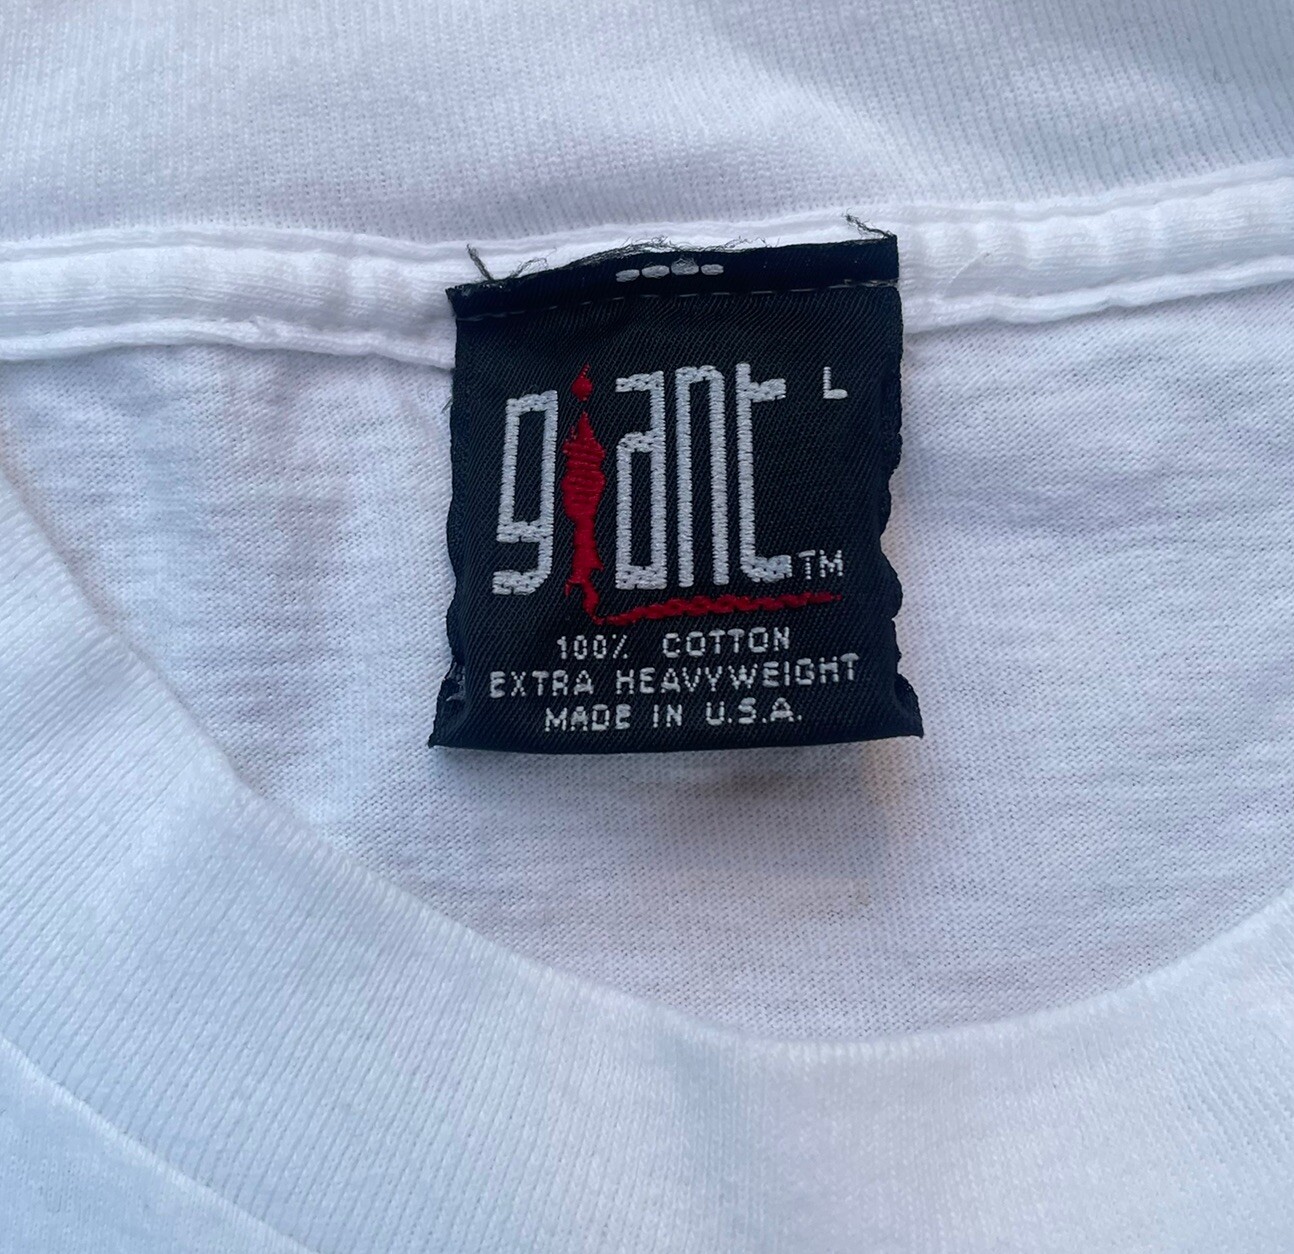 giant L
TM
100% COTTON
EXTRA HEAVYWEIGHT
MADE IN U.S.A.